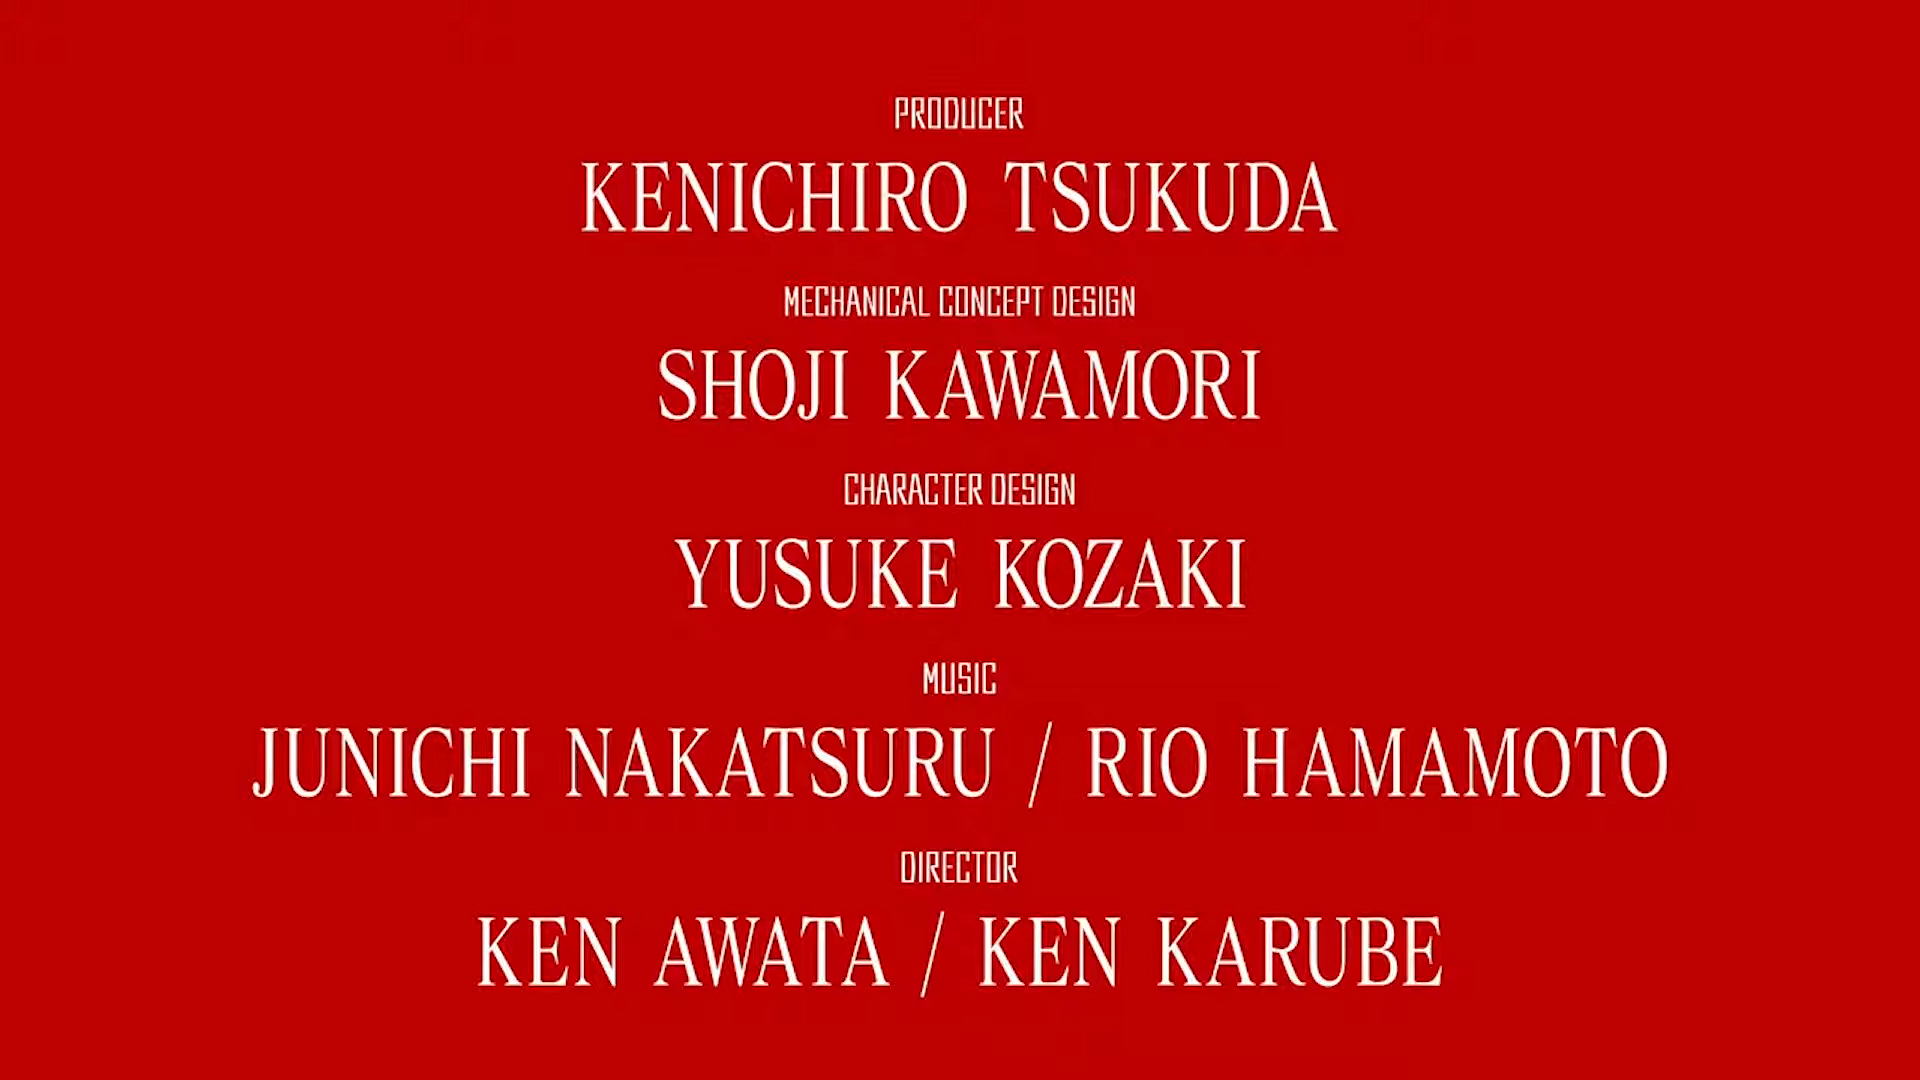 PRODUCER
KENICHIRO TSUKUDA
MECHANICAL CONCEPT DESIGN
SHOJI KAWAMORI
CHARACTER DESIGN
YUSUKE KOZAKI
MUSIC
JUNICHI NAKATSURU / RIO HAMAMOTO
DIRECTOR
KEN AWATA / KEN KARUBE